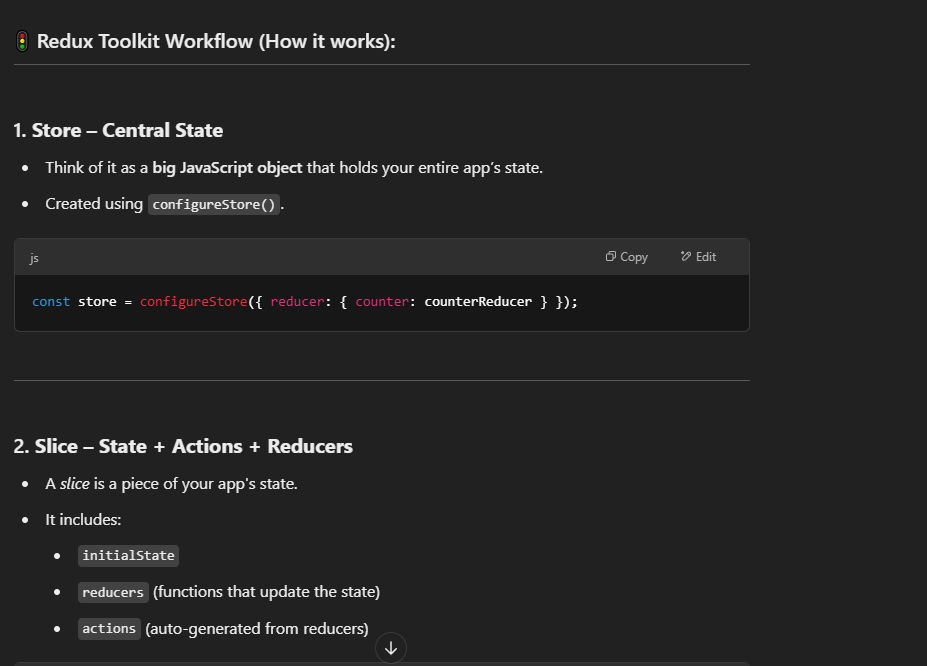 🚦 Redux Toolkit Workflow (How it works):
1. Store – Central State
• Think of it as a big JavaScript object that holds your entire app’s state.
• Created using configureStore().
js Copy Edit
const store = configureStore({ reducer: { counter: counterReducer } });
2. Slice – State + Actions + Reducers
• A slice is a piece of your app's state.
• It includes:
• initialState
• reducers (functions that update the state)
• actions (auto-generated from reducers)